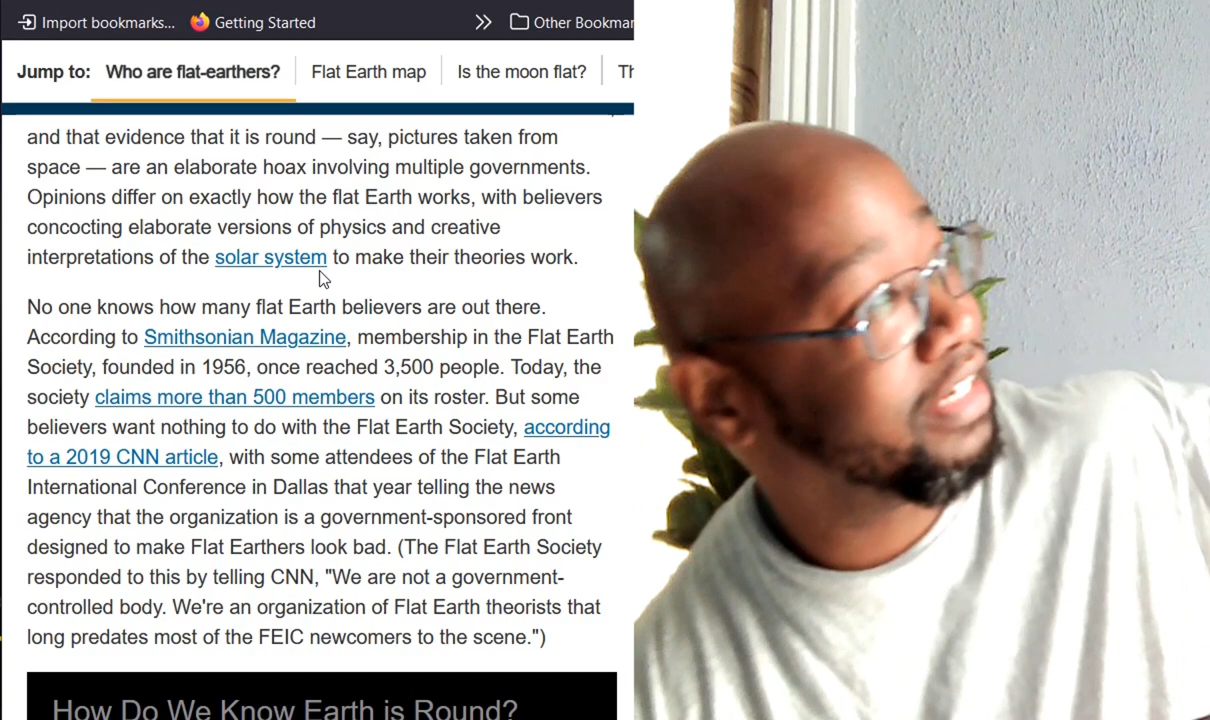 Import bookmarks... Getting Started Other Bookmar
Jump to: Who are flat-earthers? Flat Earth map Is the moon flat? Th
and that evidence that it is round — say, pictures taken from
space — are an elaborate hoax involving multiple governments.
Opinions differ on exactly how the flat Earth works, with believers
concocting elaborate versions of physics and creative
interpretations of the solar system to make their theories work.
No one knows how many flat Earth believers are out there.
According to Smithsonian Magazine, membership in the Flat Earth
Society, founded in 1956, once reached 3,500 people. Today, the
society claims more than 500 members on its roster. But some
believers want nothing to do with the Flat Earth Society, according
to a 2019 CNN article, with some attendees of the Flat Earth
International Conference in Dallas that year telling the news
agency that the organization is a government-sponsored front
designed to make Flat Earthers look bad. (The Flat Earth Society
responded to this by telling CNN, "We are not a government-
controlled body. We're an organization of Flat Earth theorists that
long predates most of the FEIC newcomers to the scene.")
How Do We Know Earth is Round?